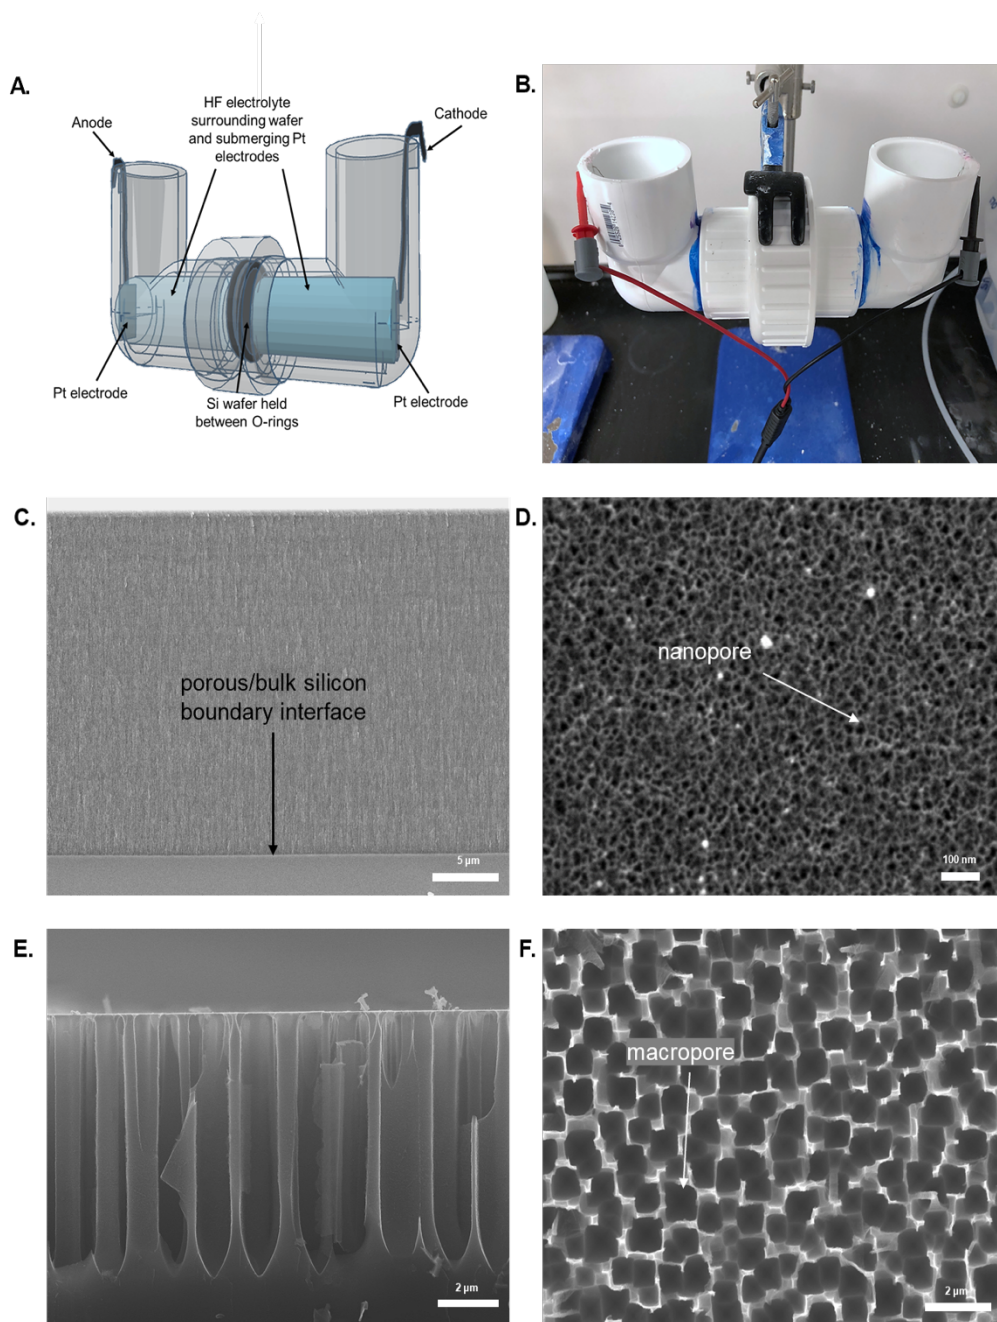 A.
HF electrolyte
surrounding wafer
and submerging Pt
electrodes
Anode
Cathode
Pt electrode
Si wafer held
between O-rings
Pt electrode
B.
C.
porous/bulk silicon
boundary interface
5 µm
D.
nanopore
100 nm
E.
2 µm
F.
macropore
2 µm